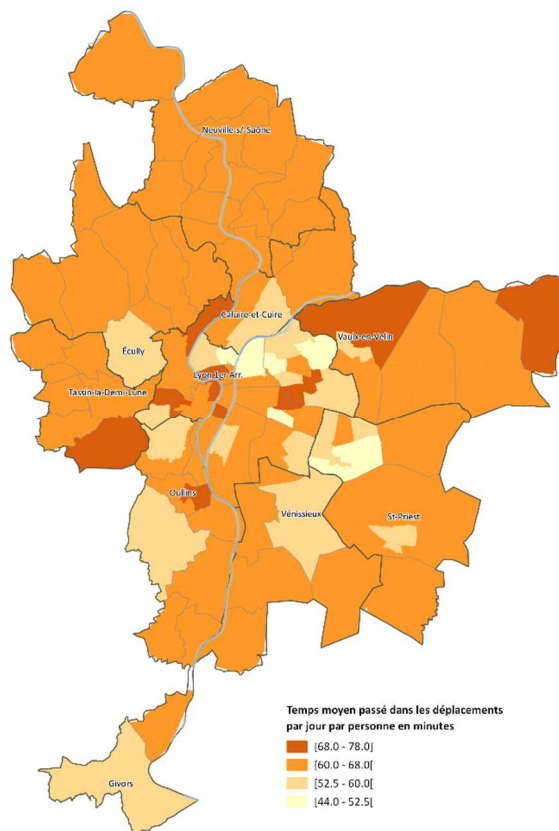 Neuville-s/-Saône
Caluire-et-Cuire
Vaulx-en-Velin
Écully
Lyon 1er Arr.
Tassin-la-Demi-Lune
Oullins
Vénissieux
St-Priest
Givors
Temps moyen passé dans les déplacements
par jour par personne en minutes
[68.0 - 78.0]
[60.0 - 68.0[
[52.5 - 60.0[
[44.0 - 52.5[